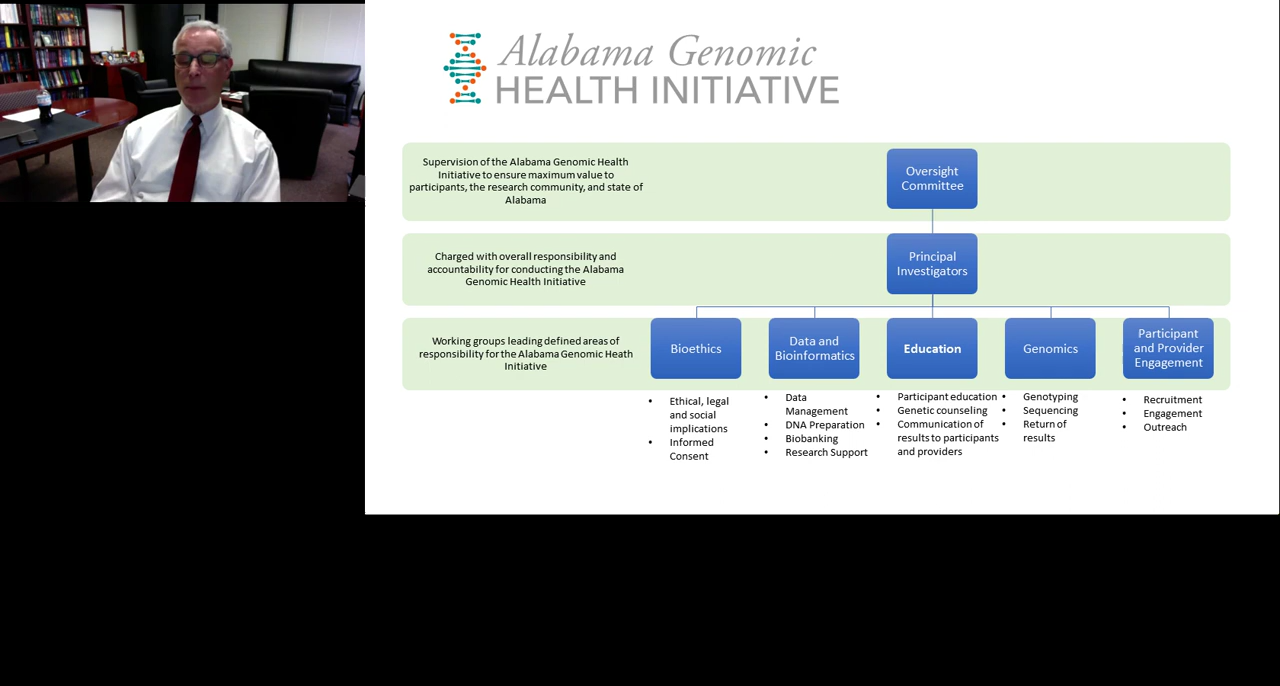 Alabama Genomic
HEALTH INITIATIVE
Supervision of the Alabama Genomic Health
Initiative to ensure maximum value to
participants, the research community, and state of
Alabama
Oversight
Committee
Charged with overall responsibility and
accountability for conducting the Alabama
Genomic Health Initiative
Principal
Investigators
Working groups leading defined areas of
responsibility for the Alabama Genomic Heath
Initiative
Bioethics
Data and
Bioinformatics
Education
Genomics
Participant
and Provider
Engagement
• Ethical, legal
and social
implications
• Informed
Consent
• Data
Management
• DNA Preparation
• Biobanking
• Research Support
• Participant education
• Genetic counseling
• Communication of
results to participants
and providers
• Genotyping
• Sequencing
• Return of
results
• Recruitment
• Engagement
• Outreach